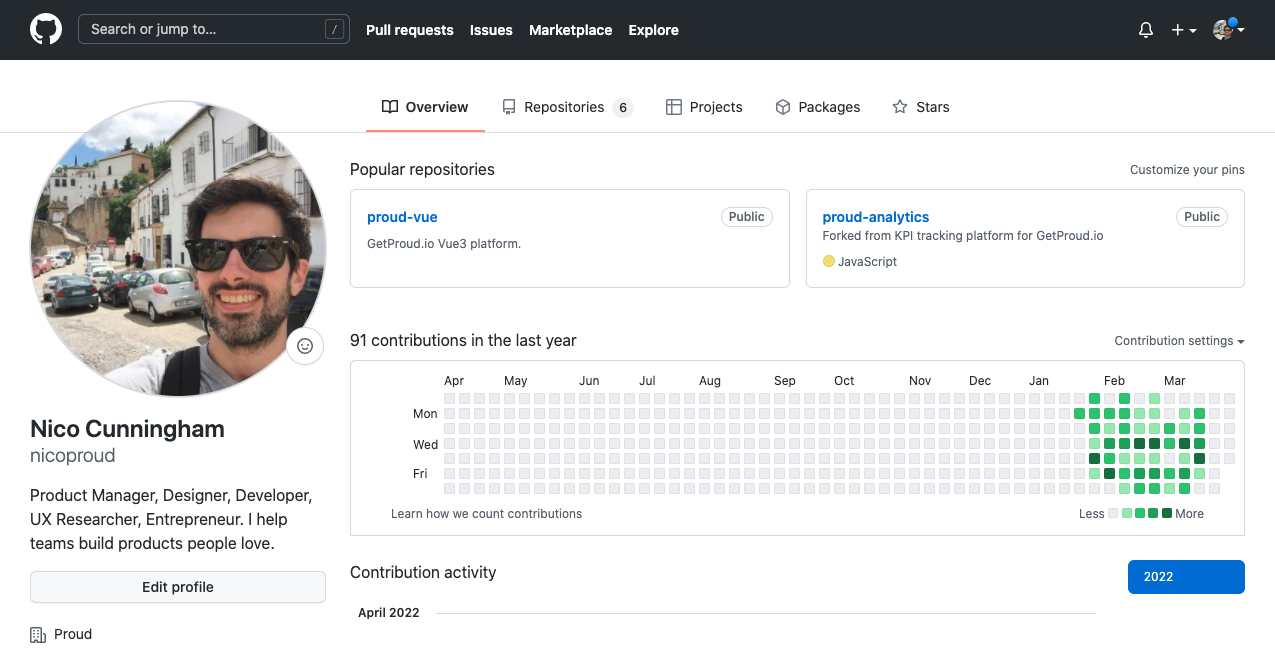 Search or jump to… /
Pull requests
Issues
Marketplace
Explore
Overview
Repositories 6
Projects
Packages
Stars
Popular repositories
Customize your pins
proud-vue
Public
GetProud.io Vue3 platform.
proud-analytics
Public
Forked from KPI tracking platform for GetProud.io
JavaScript
91 contributions in the last year
Contribution settings
Apr May Jun Jul Aug Sep Oct Nov Dec Jan Feb Mar
Mon
Wed
Fri
Learn how we count contributions
Less More
Nico Cunningham
nicoproud
Product Manager, Designer, Developer,
UX Researcher, Entrepreneur. I help
teams build products people love.
Edit profile
Proud
Contribution activity
2022
April 2022